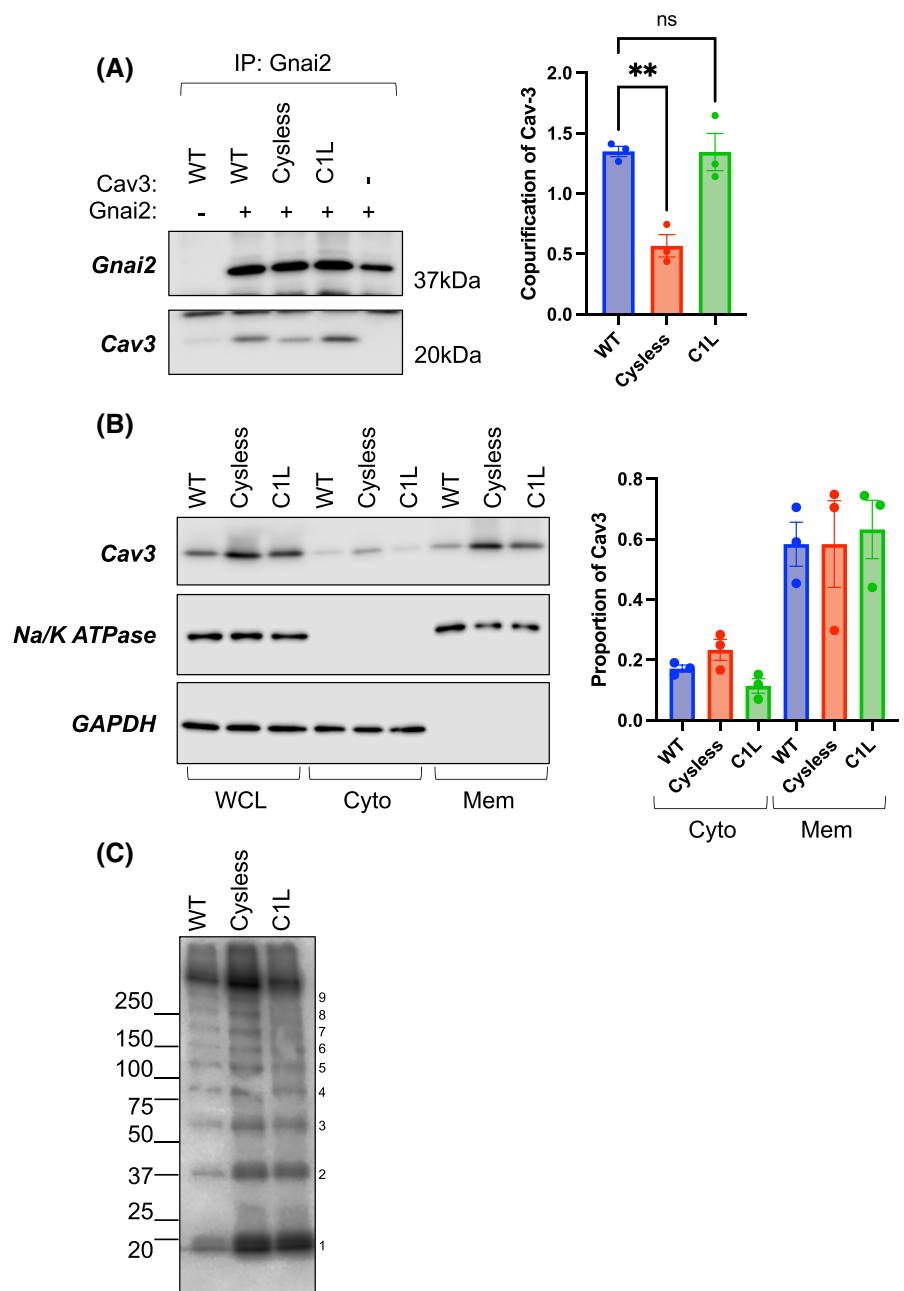 (A)
IP: Gnai2
Cav3: WT WT Cysless C1L -
Gnai2: - + + + +
Gnai2
37kDa
Cav3
20kDa
ns
**
Copurification of Cav-3
2.0
1.5
1.0
0.5
0.0
WT Cysless C1L
(B)
WT Cysless C1L WT Cysless C1L WT Cysless C1L
Cav3
Na/K ATPase
GAPDH
WCL Cyto Mem
Proportion of Cav3
0.8
0.6
0.4
0.2
0.0
WT Cysless C1L WT Cysless C1L
Cyto Mem
(C)
WT Cysless C1L
250
150
100
75
50
37
25
20
9
8
7
6
5
4
3
2
1